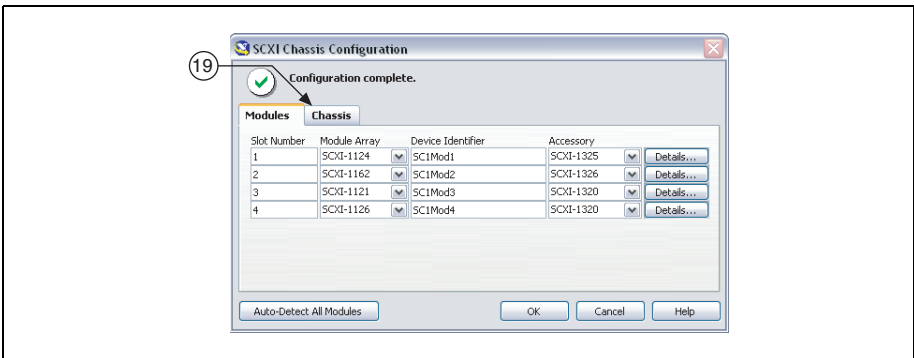 SCXI Chassis Configuration
19
Configuration complete.
Modules Chassis
Slot Number Module Array Device Identifier Accessory
1 SCXI-1124 SC1Mod1 SCXI-1325 Details...
2 SCXI-1162 SC1Mod2 SCXI-1326 Details...
3 SCXI-1121 SC1Mod3 SCXI-1320 Details...
4 SCXI-1126 SC1Mod4 SCXI-1320 Details...
Auto-Detect All Modules OK Cancel Help